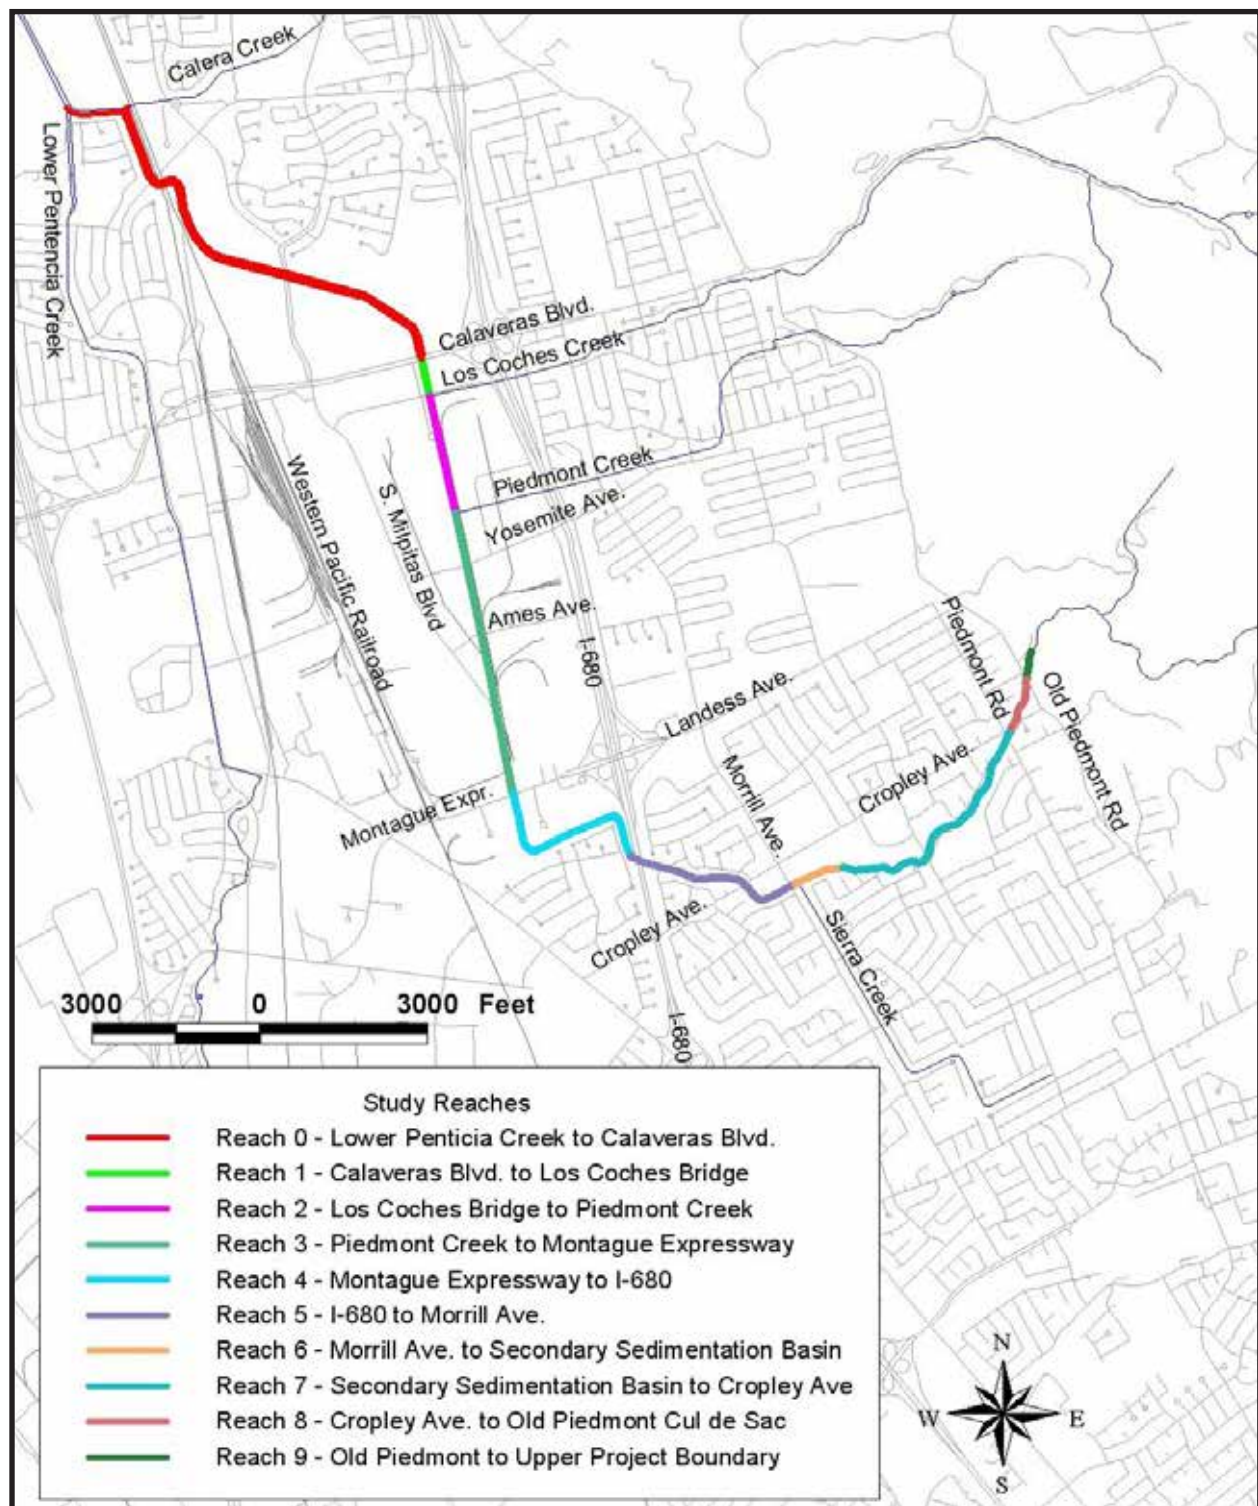 Calera Creek
Lower Pentencia Creek
Calaveras Blvd.
Los Coches Creek
Piedmont Creek
Yosemite Ave.
Western Pacific Railroad
S. Milpitas Blvd
Ames Ave.
I-680
Piedmont Rd
Old Piedmont Rd
Landess Ave.
Cropley Ave.
Morrill Ave.
Montague Expr.
Cropley Ave.
Sierra Creek
I-680
3000 0 3000 Feet
Study Reaches
Reach 0 - Lower Penticia Creek to Calaveras Blvd.
Reach 1 - Calaveras Blvd. to Los Coches Bridge
Reach 2 - Los Coches Bridge to Piedmont Creek
Reach 3 - Piedmont Creek to Montague Expressway
Reach 4 - Montague Expressway to I-680
Reach 5 - I-680 to Morrill Ave.
Reach 6 - Morrill Ave. to Secondary Sedimentation Basin
Reach 7 - Secondary Sedimentation Basin to Cropley Ave
Reach 8 - Cropley Ave. to Old Piedmont Cul de Sac
Reach 9 - Old Piedmont to Upper Project Boundary
N
W E
S